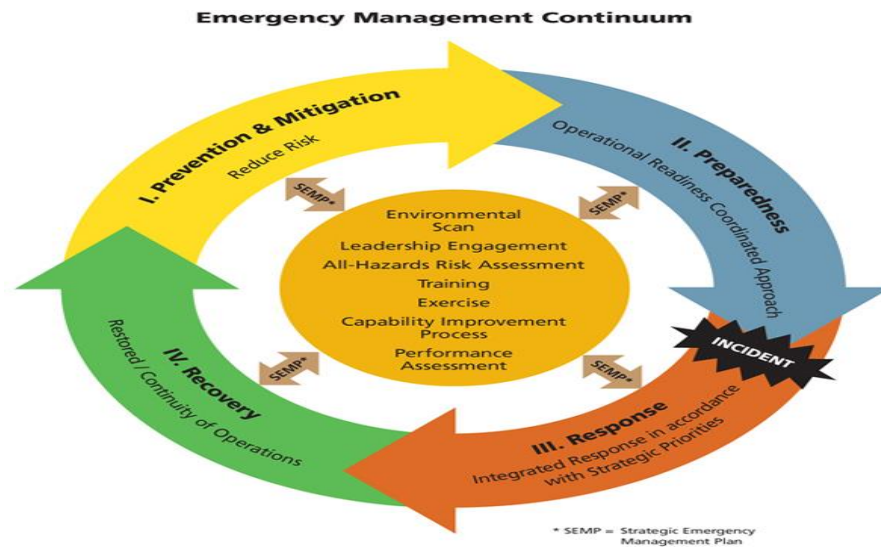 Emergency Management Continuum
I. Prevention & Mitigation
Reduce Risk
II. Preparedness
Operational Readiness Coordinated Approach
SEMP*
SEMP*
Environmental
Scan
Leadership Engagement
All-Hazards Risk Assessment
Training
Exercise
Capability Improvement
Process
Performance
Assessment
INCIDENT
SEMP*
SEMP*
III. Response
Integrated Response in accordance
with Strategic Priorities
IV. Recovery
Restored / Continuity of Operations
* SEMP = Strategic Emergency
Management Plan